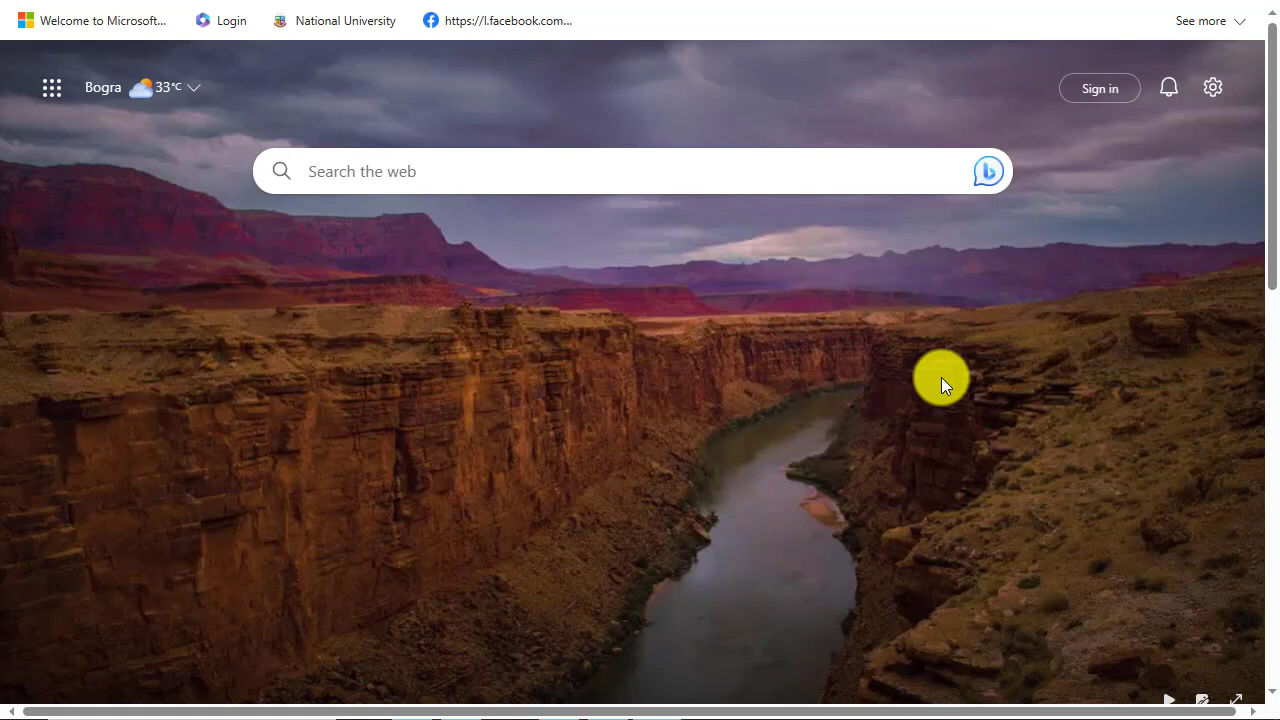 Welcome to Microsoft...
Login
National University
https://l.facebook.com...
See more
Bogra
33°C
Sign in
Search the web